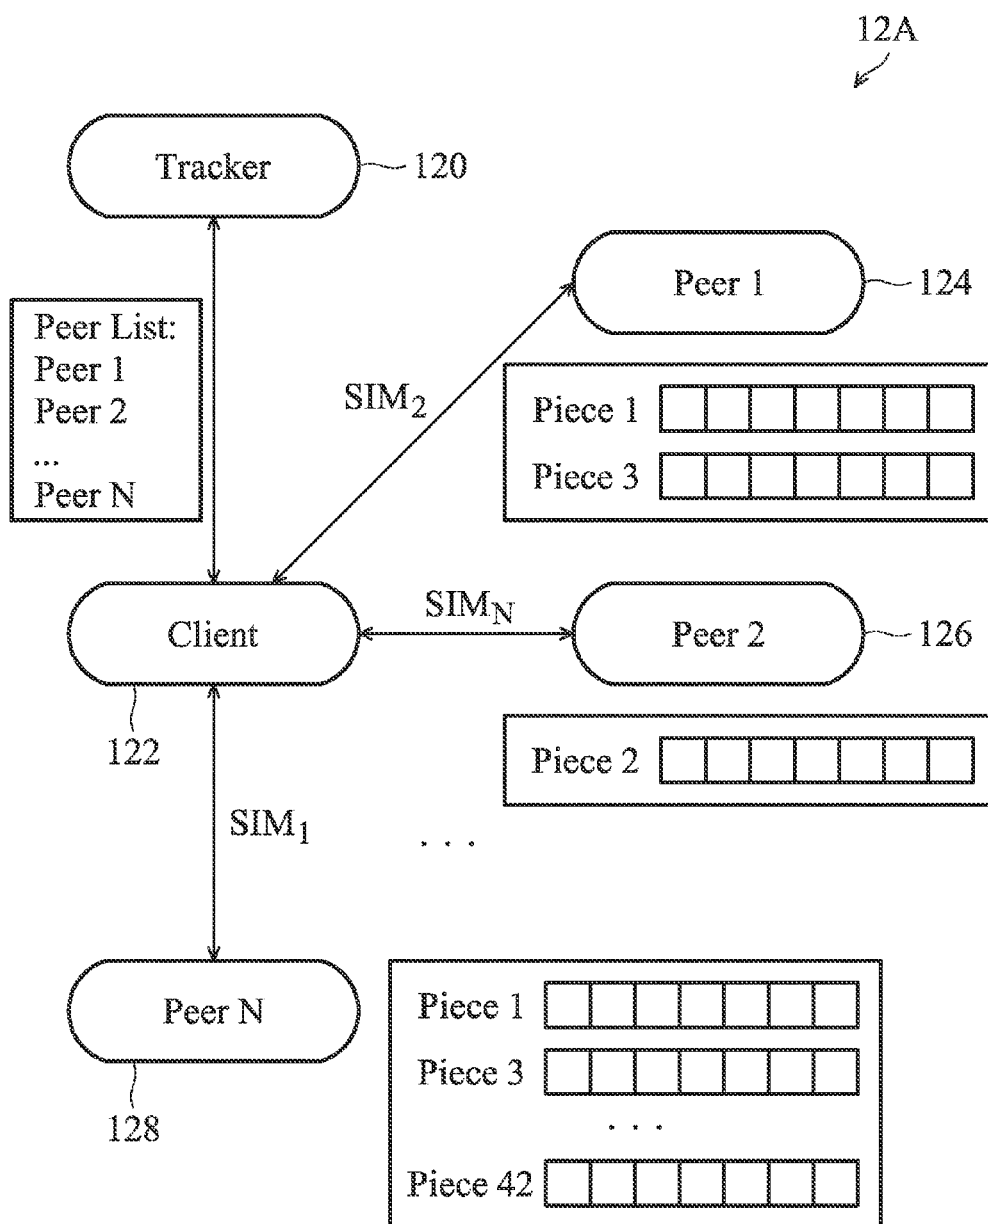 12A
Tracker
120
Peer 1
124
Peer List:
Peer 1
Peer 2
...
Peer N
SIM2
Piece 1
Piece 3
Client
122
SIMN
Peer 2
126
Piece 2
SIM1
. . .
Peer N
128
Piece 1
Piece 3
. . .
Piece 42